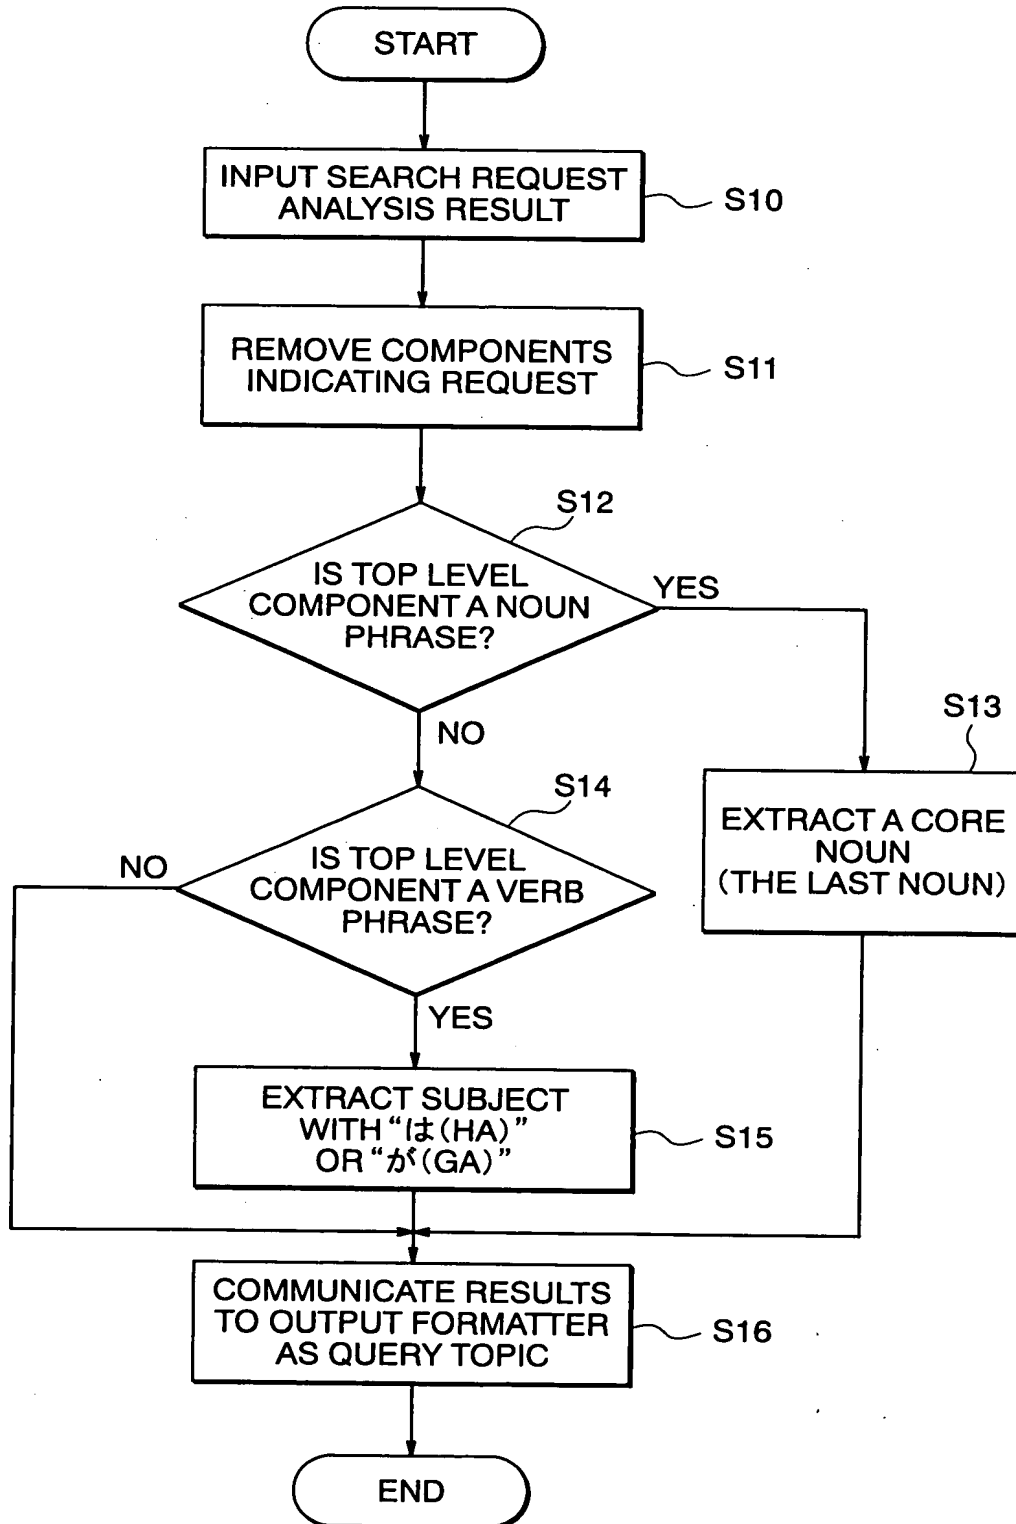 START
INPUT SEARCH REQUEST
ANALYSIS RESULT
S10
REMOVE COMPONENTS
INDICATING REQUEST
S11
S12
IS TOP LEVEL
COMPONENT A NOUN
PHRASE?
YES
NO
S13
EXTRACT A CORE
NOUN
(THE LAST NOUN)
S14
IS TOP LEVEL
COMPONENT A VERB
PHRASE?
NO
YES
EXTRACT SUBJECT
WITH “は(HA)”
OR “が(GA)”
S15
COMMUNICATE RESULTS
TO OUTPUT FORMATTER
AS QUERY TOPIC
S16
END